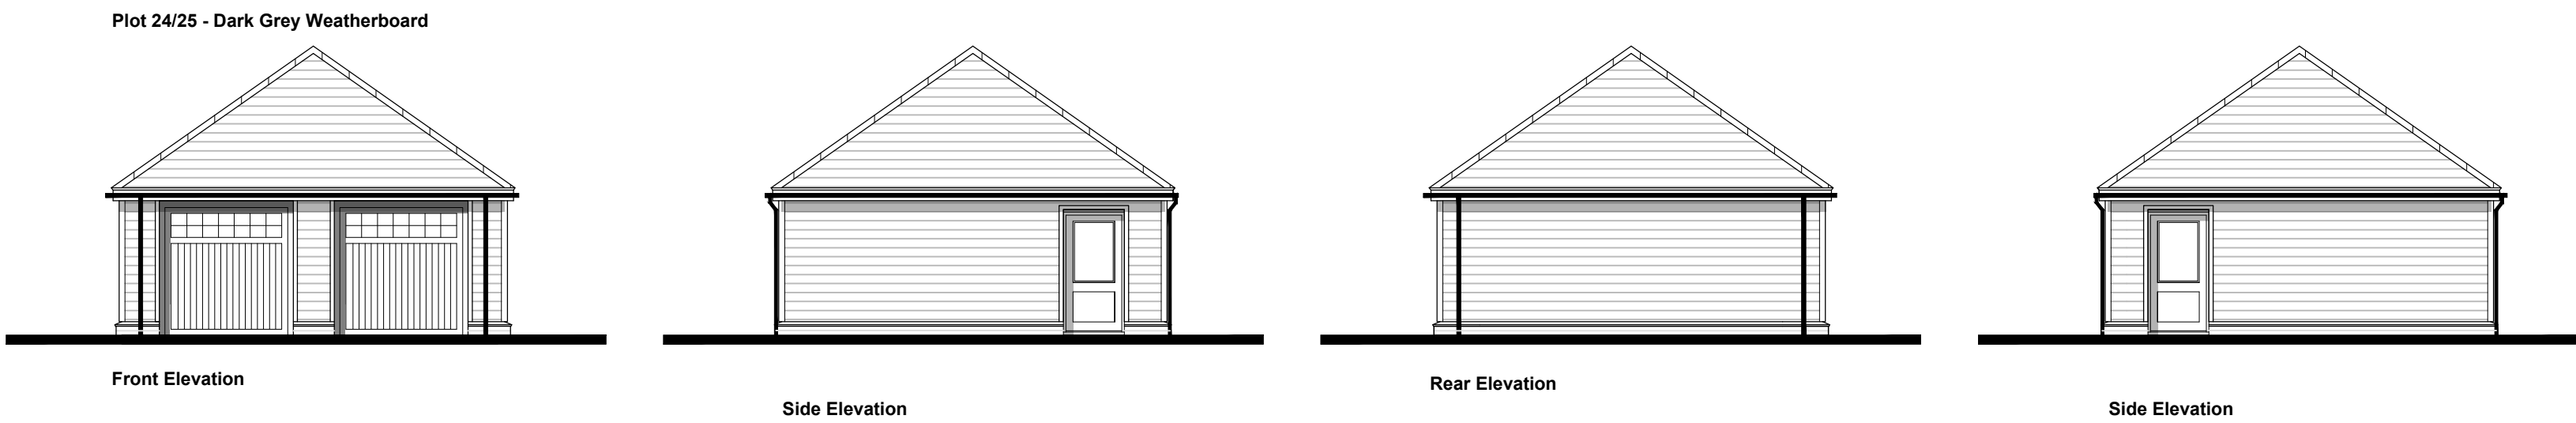 Plot 24/25 - Dark Grey Weatherboard
Front Elevation
Side Elevation
Rear Elevation
Side Elevation